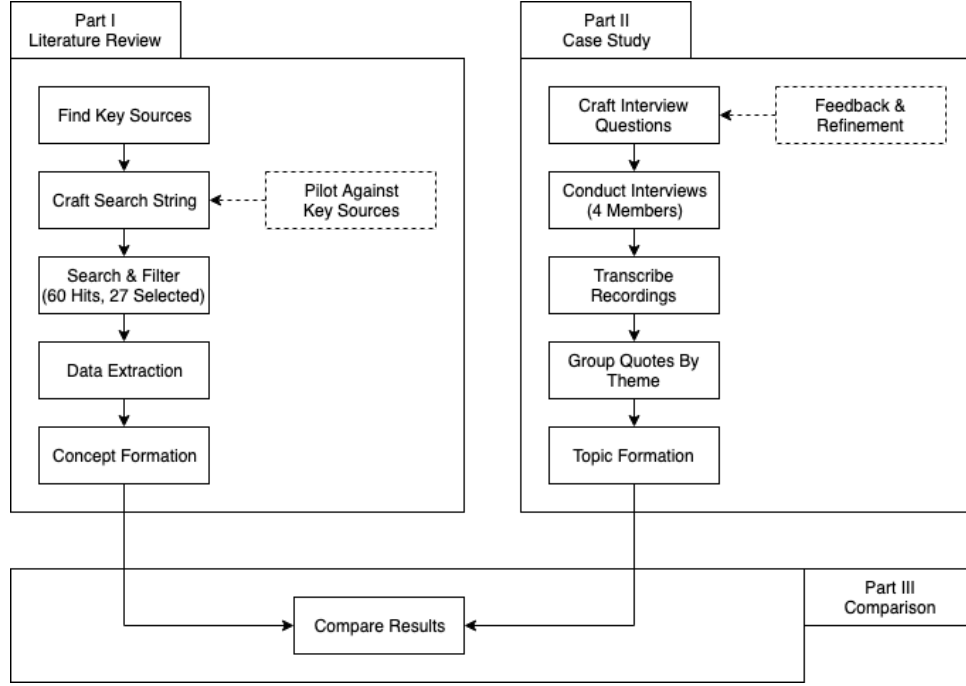 Part I
Literature Review
Find Key Sources
Craft Search String
Pilot Against
Key Sources
Search & Filter
(60 Hits, 27 Selected)
Data Extraction
Concept Formation
Part II
Case Study
Craft Interview
Questions
Feedback &
Refinement
Conduct Interviews
(4 Members)
Transcribe
Recordings
Group Quotes By
Theme
Topic Formation
Part III
Comparison
Compare Results